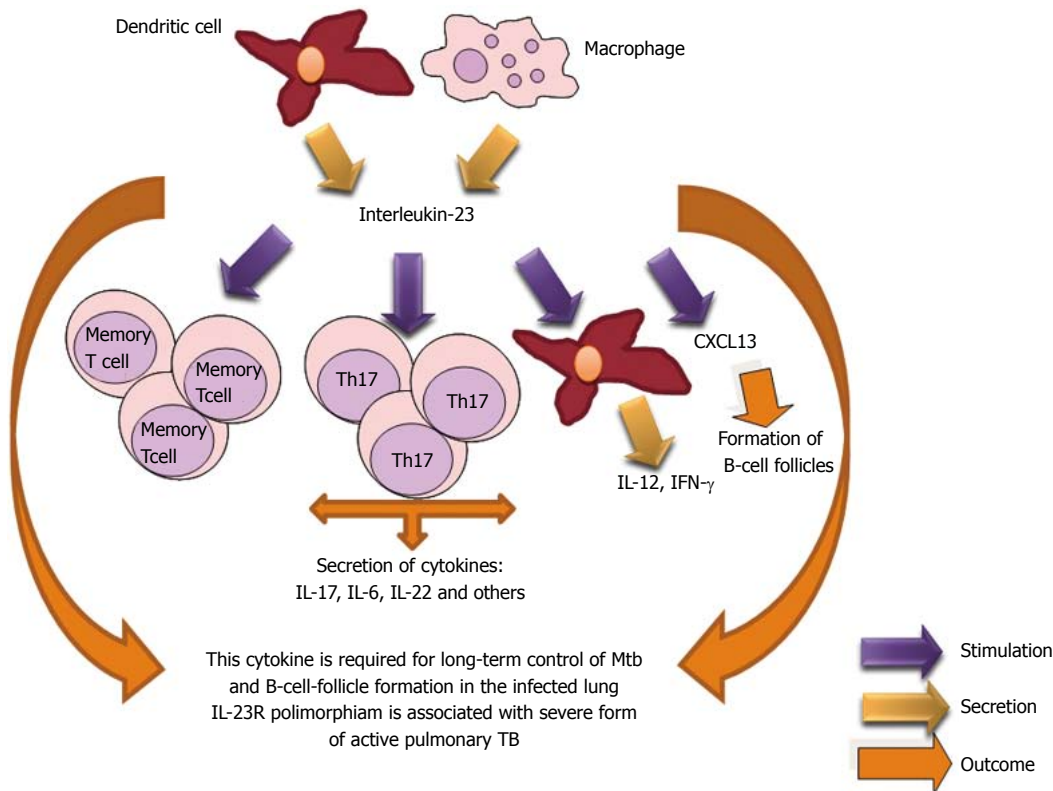 Dendritic cell
Macrophage
Interleukin-23
Memory
T cell
Memory
Tcell
Memory
Tcell
Th17
Th17
Th17
CXCL13
Formation of
B-cell follicles
IL-12, IFN-γ
Secretion of cytokines:
IL-17, IL-6, IL-22 and others
This cytokine is required for long-term control of Mtb
and B-cell-follicle formation in the infected lung
IL-23R polimorphiam is associated with severe form
of active pulmonary TB
Stimulation
Secretion
Outcome